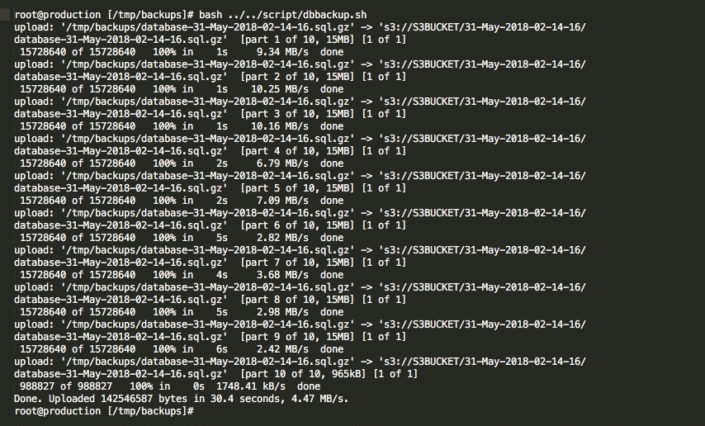 root@production [/tmp/backups]# bash ../../script/dbbackup.sh
upload: '/tmp/backups/database-31-May-2018-02-14-16.sql.gz' -> 's3://S3BUCKET/31-May-2018-02-14-16/
database-31-May-2018-02-14-16.sql.gz'  [part 1 of 10, 15MB] [1 of 1]
 15728640 of 15728640   100% in    1s     9.34 MB/s  done
upload: '/tmp/backups/database-31-May-2018-02-14-16.sql.gz' -> 's3://S3BUCKET/31-May-2018-02-14-16/
database-31-May-2018-02-14-16.sql.gz'  [part 2 of 10, 15MB] [1 of 1]
 15728640 of 15728640   100% in    1s    10.25 MB/s  done
upload: '/tmp/backups/database-31-May-2018-02-14-16.sql.gz' -> 's3://S3BUCKET/31-May-2018-02-14-16/
database-31-May-2018-02-14-16.sql.gz'  [part 3 of 10, 15MB] [1 of 1]
 15728640 of 15728640   100% in    1s    10.16 MB/s  done
upload: '/tmp/backups/database-31-May-2018-02-14-16.sql.gz' -> 's3://S3BUCKET/31-May-2018-02-14-16/
database-31-May-2018-02-14-16.sql.gz'  [part 4 of 10, 15MB] [1 of 1]
 15728640 of 15728640   100% in    2s     6.79 MB/s  done
upload: '/tmp/backups/database-31-May-2018-02-14-16.sql.gz' -> 's3://S3BUCKET/31-May-2018-02-14-16/
database-31-May-2018-02-14-16.sql.gz'  [part 5 of 10, 15MB] [1 of 1]
 15728640 of 15728640   100% in    2s     7.09 MB/s  done
upload: '/tmp/backups/database-31-May-2018-02-14-16.sql.gz' -> 's3://S3BUCKET/31-May-2018-02-14-16/
database-31-May-2018-02-14-16.sql.gz'  [part 6 of 10, 15MB] [1 of 1]
 15728640 of 15728640   100% in    5s     2.82 MB/s  done
upload: '/tmp/backups/database-31-May-2018-02-14-16.sql.gz' -> 's3://S3BUCKET/31-May-2018-02-14-16/
database-31-May-2018-02-14-16.sql.gz'  [part 7 of 10, 15MB] [1 of 1]
 15728640 of 15728640   100% in    4s     3.68 MB/s  done
upload: '/tmp/backups/database-31-May-2018-02-14-16.sql.gz' -> 's3://S3BUCKET/31-May-2018-02-14-16/
database-31-May-2018-02-14-16.sql.gz'  [part 8 of 10, 15MB] [1 of 1]
 15728640 of 15728640   100% in    5s     2.98 MB/s  done
upload: '/tmp/backups/database-31-May-2018-02-14-16.sql.gz' -> 's3://S3BUCKET/31-May-2018-02-14-16/
database-31-May-2018-02-14-16.sql.gz'  [part 9 of 10, 15MB] [1 of 1]
 15728640 of 15728640   100% in    6s     2.42 MB/s  done
upload: '/tmp/backups/database-31-May-2018-02-14-16.sql.gz' -> 's3://S3BUCKET/31-May-2018-02-14-16/
database-31-May-2018-02-14-16.sql.gz'  [part 10 of 10, 965kB] [1 of 1]
 988827 of 988827   100% in    0s  1748.41 kB/s  done
Done. Uploaded 142546587 bytes in 30.4 seconds, 4.47 MB/s.
root@production [/tmp/backups]#